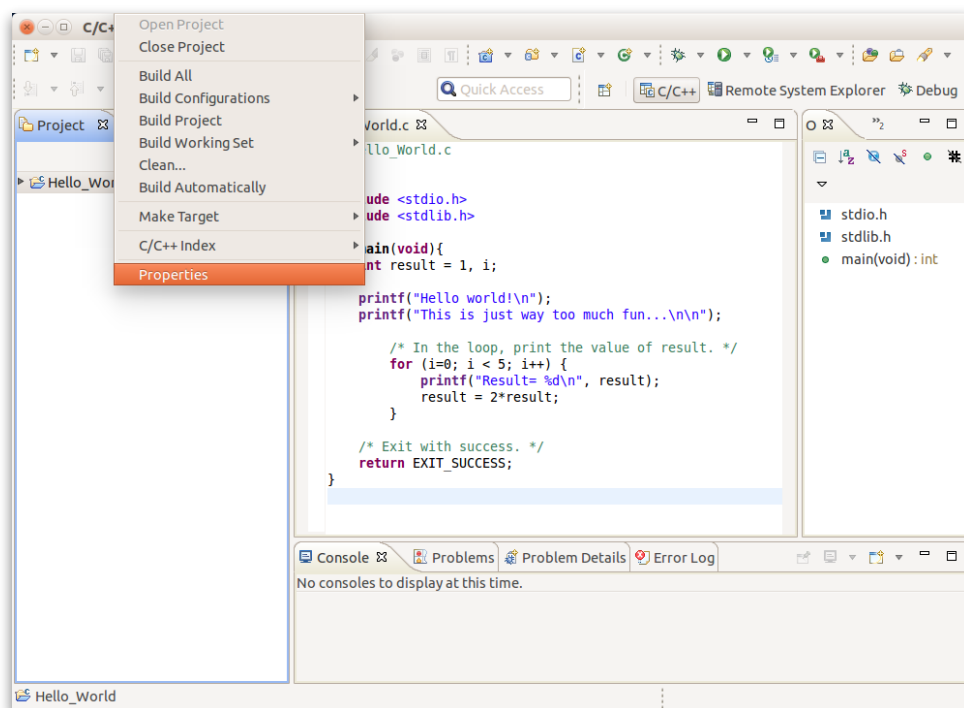 C/C+
Open Project
Close Project
Build All
Build Configurations
Build Project
Build Working Set
Clean...
Build Automatically
Make Target
C/C++ Index
Properties
Quick Access
C/C++
Remote System Explorer
Debug
Project
Hello_Wor
World.c
llo_World.c
ude <stdio.h>
ude <stdlib.h>
ain(void){
nt result = 1, i;
printf("Hello world!\n");
printf("This is just way too much fun...\n\n");
/* In the loop, print the value of result. */
for (i=0; i < 5; i++) {
printf("Result= %d\n", result);
result = 2*result;
}
/* Exit with success. */
return EXIT_SUCCESS;
}
O
»2
stdio.h
stdlib.h
main(void) : int
Console
Problems
Problem Details
Error Log
No consoles to display at this time.
Hello_World